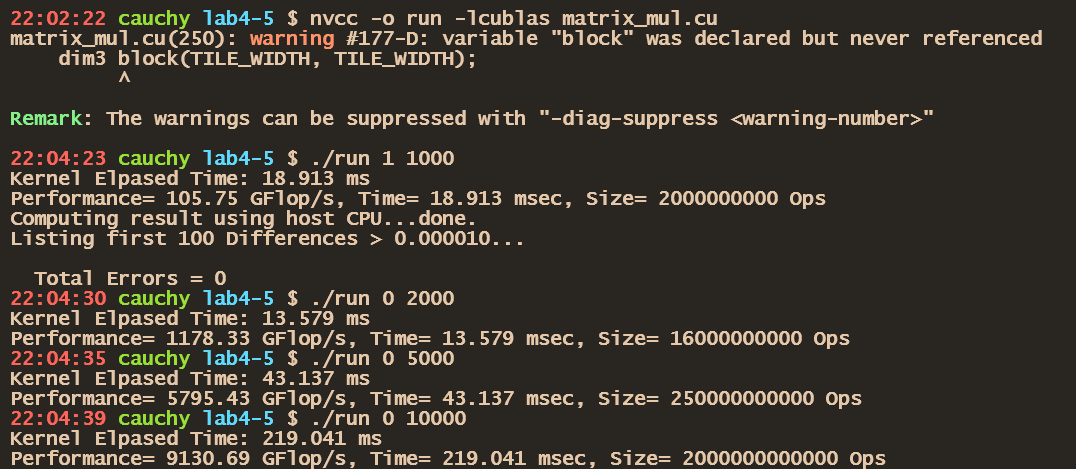 22:02:22 cauchy lab4-5 $ nvcc -o run -lcublas matrix_mul.cu
matrix_mul.cu(250): warning #177-D: variable "block" was declared but never referenced
    dim3 block(TILE_WIDTH, TILE_WIDTH);
         ^
Remark: The warnings can be suppressed with "-diag-suppress <warning-number>"
22:04:23 cauchy lab4-5 $ ./run 1 1000
Kernel Elpased Time: 18.913 ms
Performance= 105.75 GFlop/s, Time= 18.913 msec, Size= 2000000000 Ops
Computing result using host CPU...done.
Listing first 100 Differences > 0.000010...
  Total Errors = 0
22:04:30 cauchy lab4-5 $ ./run 0 2000
Kernel Elpased Time: 13.579 ms
Performance= 1178.33 GFlop/s, Time= 13.579 msec, Size= 16000000000 Ops
22:04:35 cauchy lab4-5 $ ./run 0 5000
Kernel Elpased Time: 43.137 ms
Performance= 5795.43 GFlop/s, Time= 43.137 msec, Size= 250000000000 Ops
22:04:39 cauchy lab4-5 $ ./run 0 10000
Kernel Elpased Time: 219.041 ms
Performance= 9130.69 GFlop/s, Time= 219.041 msec, Size= 2000000000000 Ops